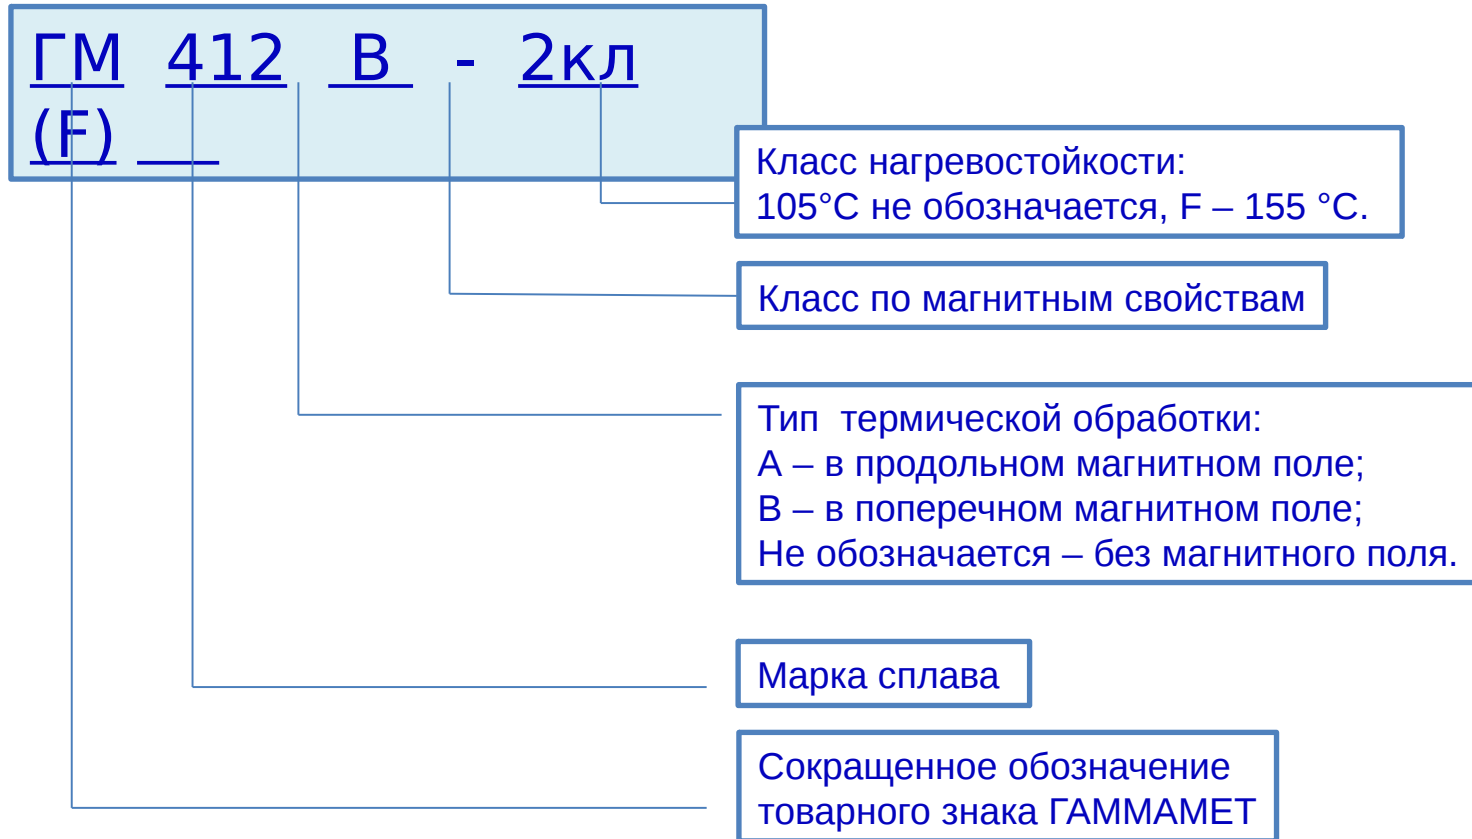 ГМ 412 В - 2кл
(F) ___
Класс нагревостойкости:
105°С не обозначается, F – 155 °С.
Класс по магнитным свойствам
Тип термической обработки:
А – в продольном магнитном поле;
В – в поперечном магнитном поле;
Не обозначается – без магнитного поля.
Марка сплава
Сокращенное обозначение
товарного знака ГАММАМЕТ